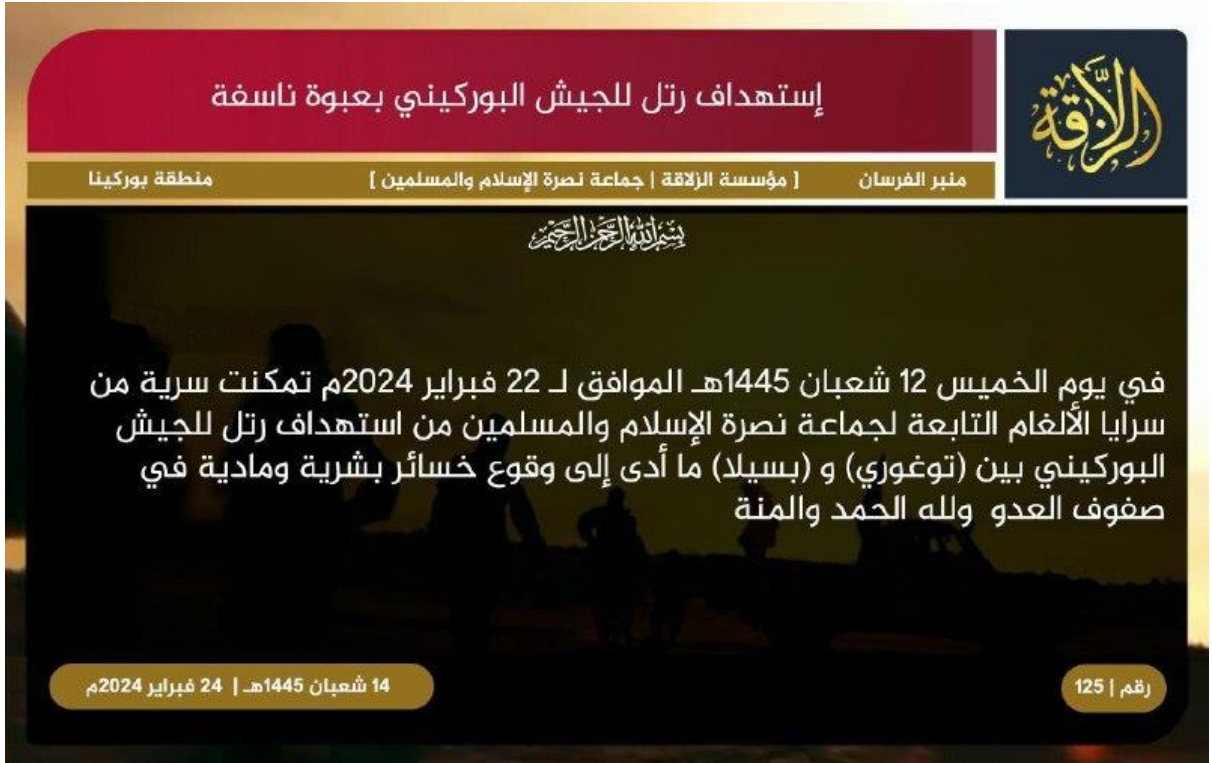 إستهداف رتل للجيش البوركيني بعبوة ناسفة
الزلاقة
منبر الفرسان
[ مؤسسة الزلاقة | جماعة نصرة الإسلام والمسلمين ]
منطقة بوركينا
بسم الله الرحمن الرحيم
في يوم الخميس 12 شعبان 1445هـ الموافق لـ 22 فبراير 2024م تمكنت سرية من
سرايا الألغام التابعة لجماعة نصرة الإسلام والمسلمين من استهداف رتل للجيش
البوركيني بين (توغوري) و (بسيلا) ما أدى إلى وقوع خسائر بشرية ومادية في
صفوف العدو ولله الحمد والمنة
رقم | 125
14 شعبان 1445هـ | 24 فبراير 2024م